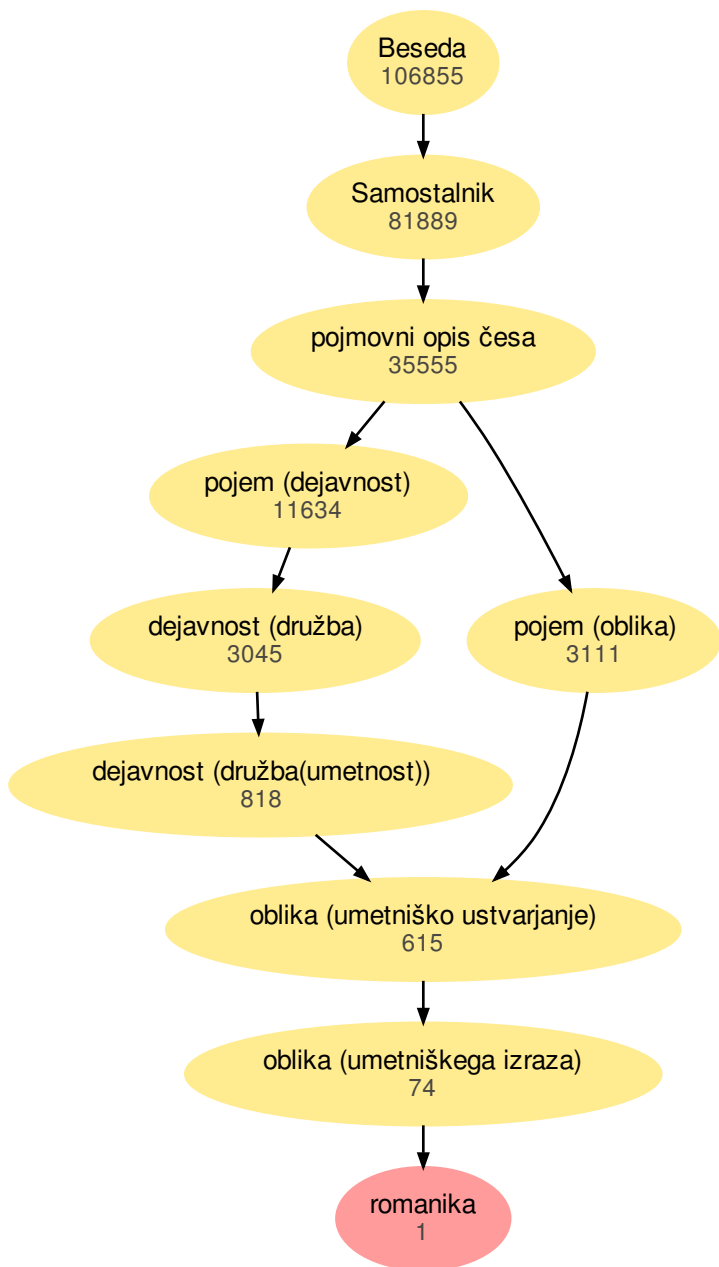 Beseda
106855
Samostalnik
81889
pojmovni opis česa
35555
pojem (dejavnost)
11634
dejavnost (družba)
3045
pojem (oblika)
3111
dejavnost (družba(umetnost))
818
oblika (umetniško ustvarjanje)
615
oblika (umetniškega izraza)
74
romanika
1